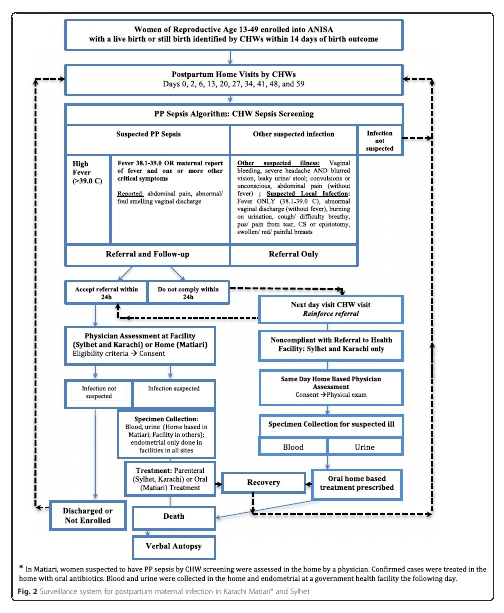 Women of Reproductive Age 13-49 enrolled into ANISA
with a live birth or still birth identified by CHWs within 14 days of birth outcome
Postpartum Home Visits by CHWs
Days 0, 2, 6, 13, 20, 27, 34, 41, 48, and 59
PP Sepsis Algorithm: CHW Sepsis Screening
Suspected PP Sepsis
Other suspected infection
Infection
not
suspected
High
Fever
(>39.0 C)
Fever 38.1-39.0 OR maternal report
of fever and one or more other
critical symptoms
Reported: abdominal pain, abnormal/
foul smelling vaginal discharge
Other suspected illness: Vaginal
bleeding, severe headache AND blurred
vision, leaky urine/ stool; convulsions or
unconscious, abdominal pain (without
fever) ; Suspected Local Infection:
Fever ONLY (38.1-39.0 C), abnormal
vaginal discharge (without fever), burning
on urination, cough/ difficulty breathy,
pus/ pain from tear, CS or episotomy,
swollen/ red/ painful breasts
Referral and Follow-up
Referral Only
Accept referral within
24h
Do not comply within
24h
Next day visit CHW visit
Reinforce referral
Physician Assessment at Facility
(Sylhet and Karachi) or Home (Matiari)
Eligibility criteria → Consent
Noncompliant with Referral to Health
Facility: Sylhet and Karachi only
Same Day Home Based Physician
Assessment
Consent →Physical exam
Infection not
suspected
Infection suspected
Specimen Collection:
Blood, urine (Home based in
Matiari; Facility in others);
endometrial only done in
facilities in all sites
Specimen Collection for suspected ill
Blood
Urine
Treatment: Parenteral
(Sylhet, Karachi) or Oral
(Matiari) Treatment
Recovery
Oral home based
treatment prescribed
Discharged or
Not Enrolled
Death
Verbal Autopsy
* In Matiari, women suspected to have PP sepsis by CHW screening were assessed in the home by a physician. Confirmed cases were treated in the
home with oral antibiotics. Blood and urine were collected in the home and endometrial at a government health facility the following day.
Fig. 2 Surveillance system for postpartum maternal infection in Karachi Matiari* and Sylhet